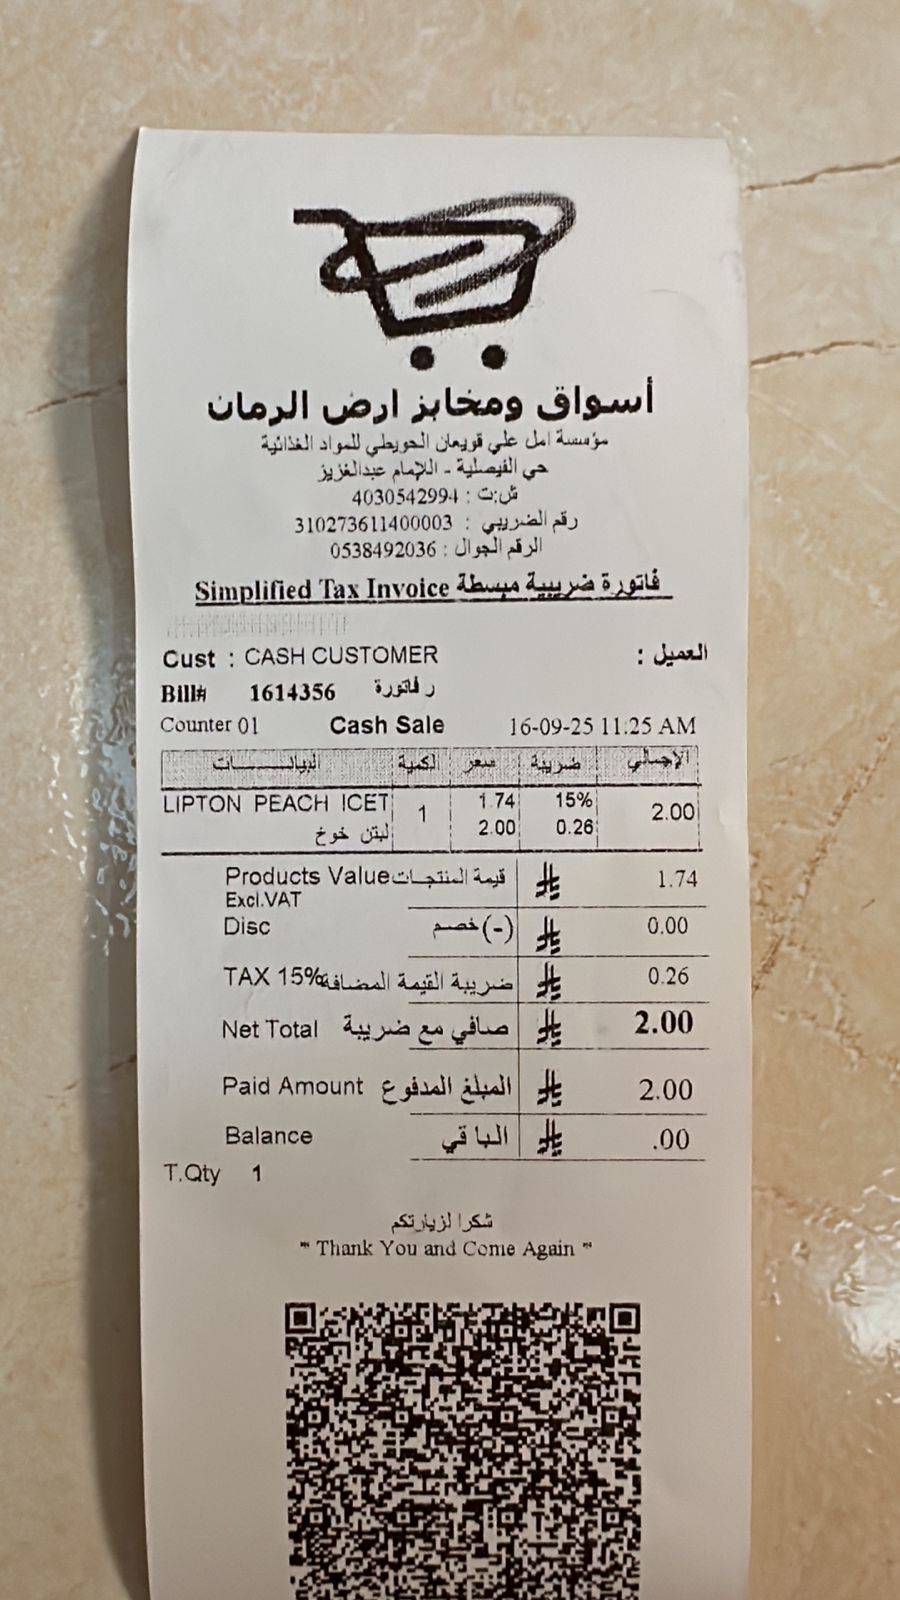 أسواق ومخابز ارض الرمان
مؤسسة امل علي قويعان الحويطي للمواد الغذائية
حي الفيصلية - اللإمام عبدالغزيز
ش:ت : 4030542994
رقم الضريبي : 310273611400003
الرقم الجوال : 0538492036
Simplified Tax Invoice فاتورة ضريبية مبسطة
Cust : CASH CUSTOMER العميل :
Bill# 1614356 ر فاتورة
Counter 01 Cash Sale 16-09-25 11:25 AM
البيانــــــات الكمية سعر ضريبة الإجمالي
LIPTON PEACH ICET 1 1.74 15% 2.00
لبتن خوخ 2.00 0.26
Products Value قيمة المنتجات 1.74
Excl.VAT
Disc (-) خصم 0.00
TAX 15% ضريبة القيمة المضافة 0.26
Net Total صافي مع ضريبة 2.00
Paid Amount المبلغ المدفوع 2.00
Balance الباقي .00
T.Qty 1
شكرا لزيارتكم
"" Thank You and Come Again ""